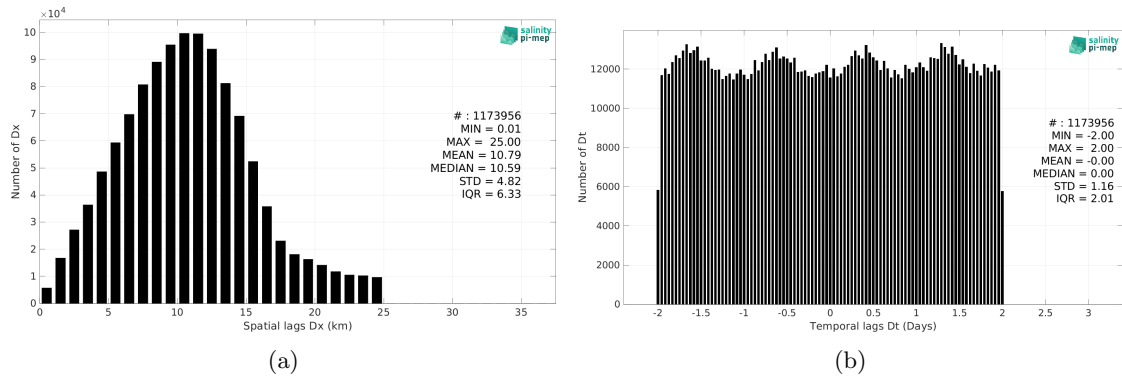 ×10⁴
10
9
8
7
6
5
4
3
2
1
0
Number of Dx
0 5 10 15 20 25 30 35
Spatial lags Dx (km)
salinity
pi-mep
# : 1173956
MIN = 0.01
MAX = 25.00
MEAN = 10.79
MEDIAN = 10.59
STD = 4.82
IQR = 6.33
(a)
12000
10000
8000
6000
4000
2000
0
Number of Dt
-2 -1.5 -1 -0.5 0 0.5 1 1.5 2 2.5 3
Temporal lags Dt (Days)
salinity
pi-mep
# : 1173956
MIN = -2.00
MAX = 2.00
MEAN = -0.00
MEDIAN = 0.00
STD = 1.16
IQR = 2.01
(b)